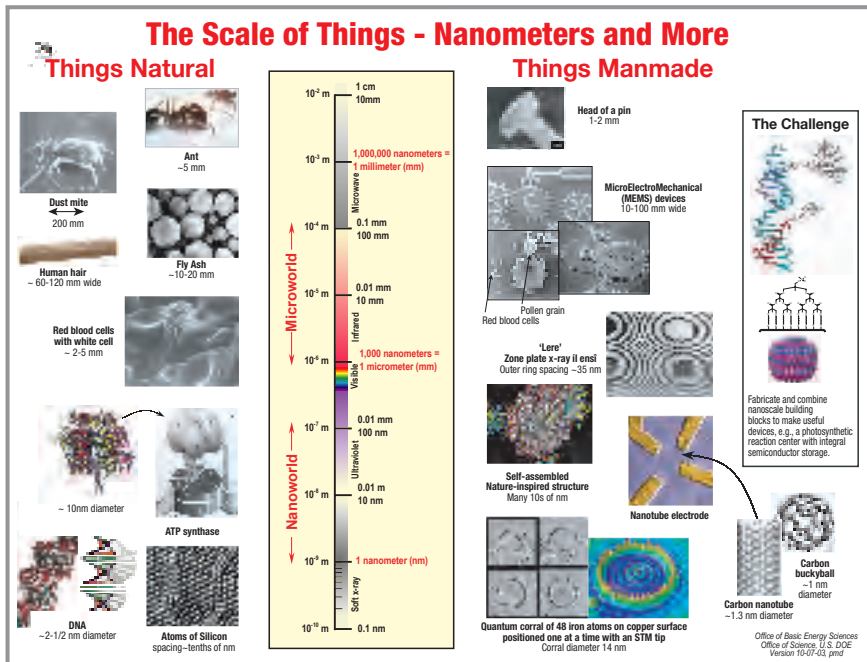 The Scale of Things - Nanometers and More
Things Natural
Things Manmade
Ant
~5 mm
Dust mite
200 mm
Human hair
~ 60-120 mm wide
Fly Ash
~10-20 mm
Red blood cells
with white cell
~ 2-5 mm
~ 10nm diameter
ATP synthase
DNA
~2-1/2 nm diameter
Atoms of Silicon
spacing~tenths of nm
10-2 m
1 cm
10mm
10-3 m
1,000,000 nanometers =
1 millimeter (mm)
Microwave
10-4 m
0.1 mm
100 mm
Microworld
10-5 m
0.01 mm
10 mm
Infrared
10-6 m
1,000 nanometers =
1 micrometer (mm)
Visible
10-7 m
0.01 mm
100 nm
Nanoworld
Ultraviolet
10-8 m
0.01 m
10 nm
10-9 m
1 nanometer (nm)
Soft x-ray
10-10 m
0.1 nm
Head of a pin
1-2 mm
MicroElectroMechanical
(MEMS) devices
10-100 mm wide
Pollen grain
Red blood cells
'Lere'
Zone plate x-ray il ensî
Outer ring spacing ~35 nm
Self-assembled
Nature-inspired structure
Many 10s of nm
Nanotube electrode
Quantum corral of 48 iron atoms on copper surface
positioned one at a time with an STM tip
Corral diameter 14 nm
Carbon nanotube
~1.3 nm diameter
Carbon
buckyball
~1 nm
diameter
The Challenge
Fabricate and combine
nanoscale building
blocks to make useful
devices, e.g., a photosynthetic
reaction center with integral
semiconductor storage.
Office of Basic Energy Sciences
Office of Science, U.S. DOE
Version 10-07-03, pmd